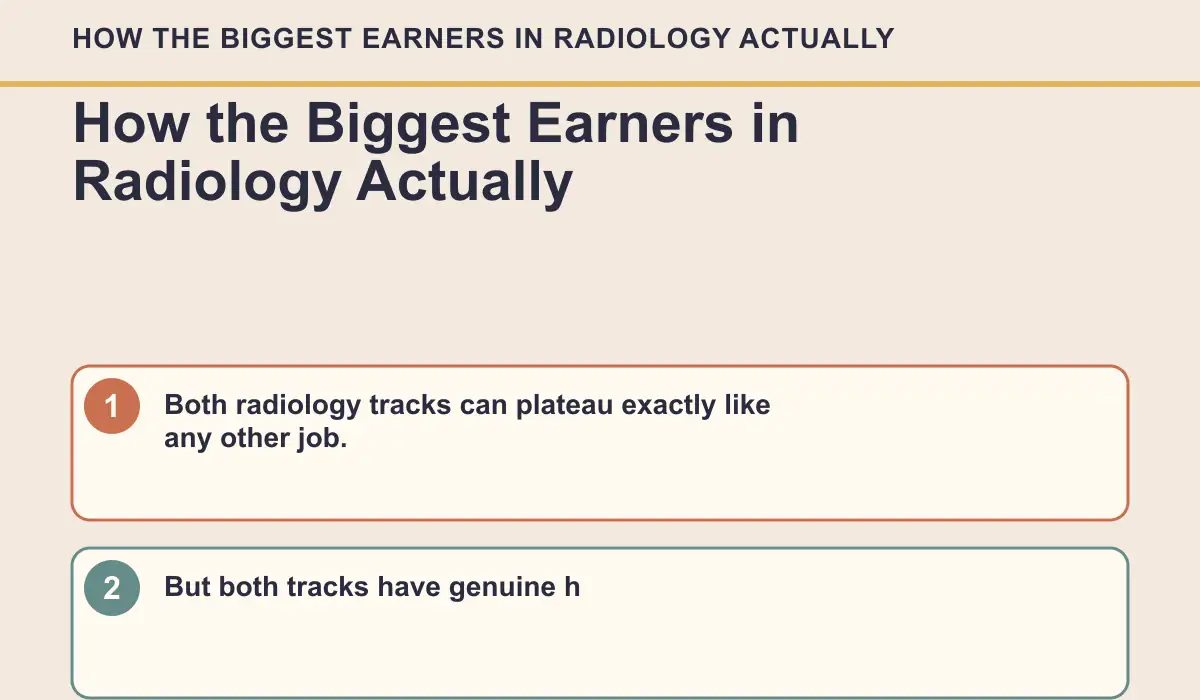 HOW THE BIGGEST EARNERS IN RADIOLOGY ACTUALLY
How the Biggest Earners in
Radiology Actually
1
Both radiology tracks can plateau exactly like
any other job.
2
But both tracks have genuine h